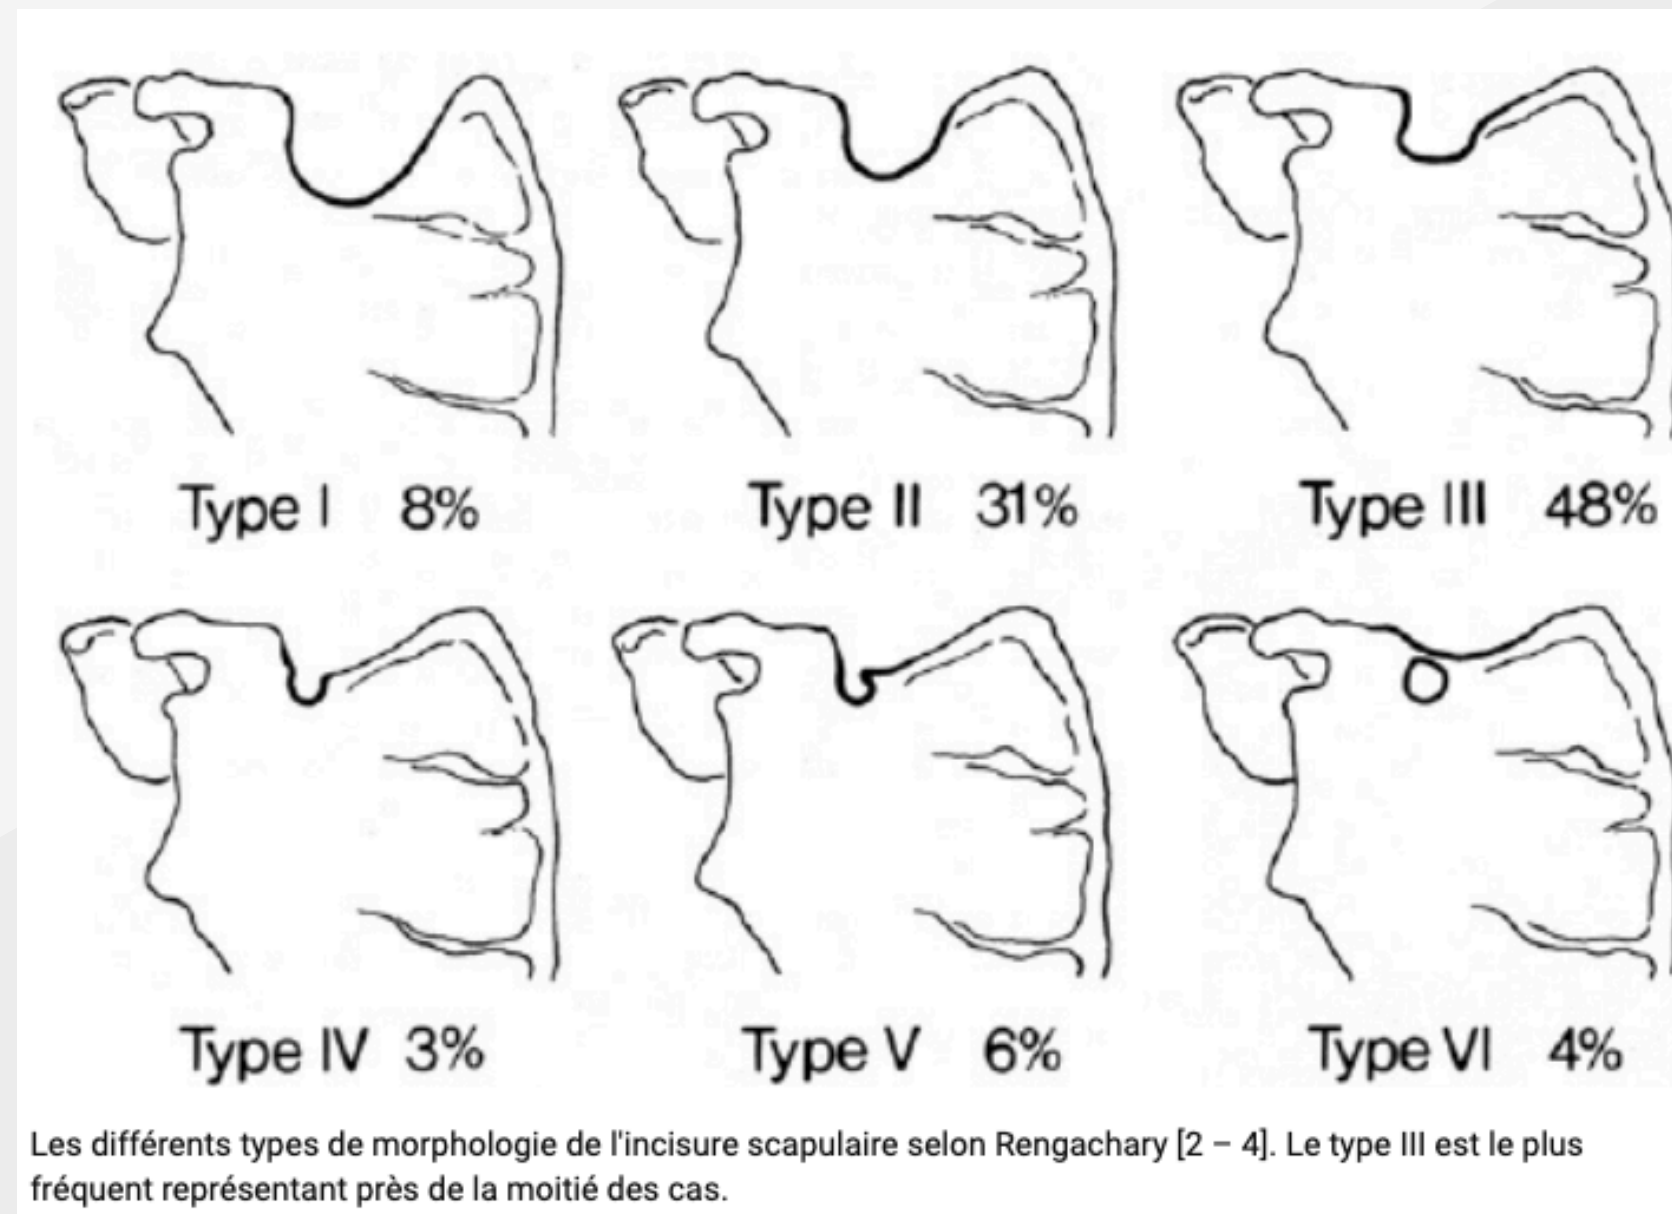 Type I 8%
Type II 31%
Type III 48%
Type IV 3%
Type V 6%
Type VI 4%
Les différents types de morphologie de l'incisure scapulaire selon Rengachary [2 – 4]. Le type III est le plus
fréquent représentant près de la moitié des cas.